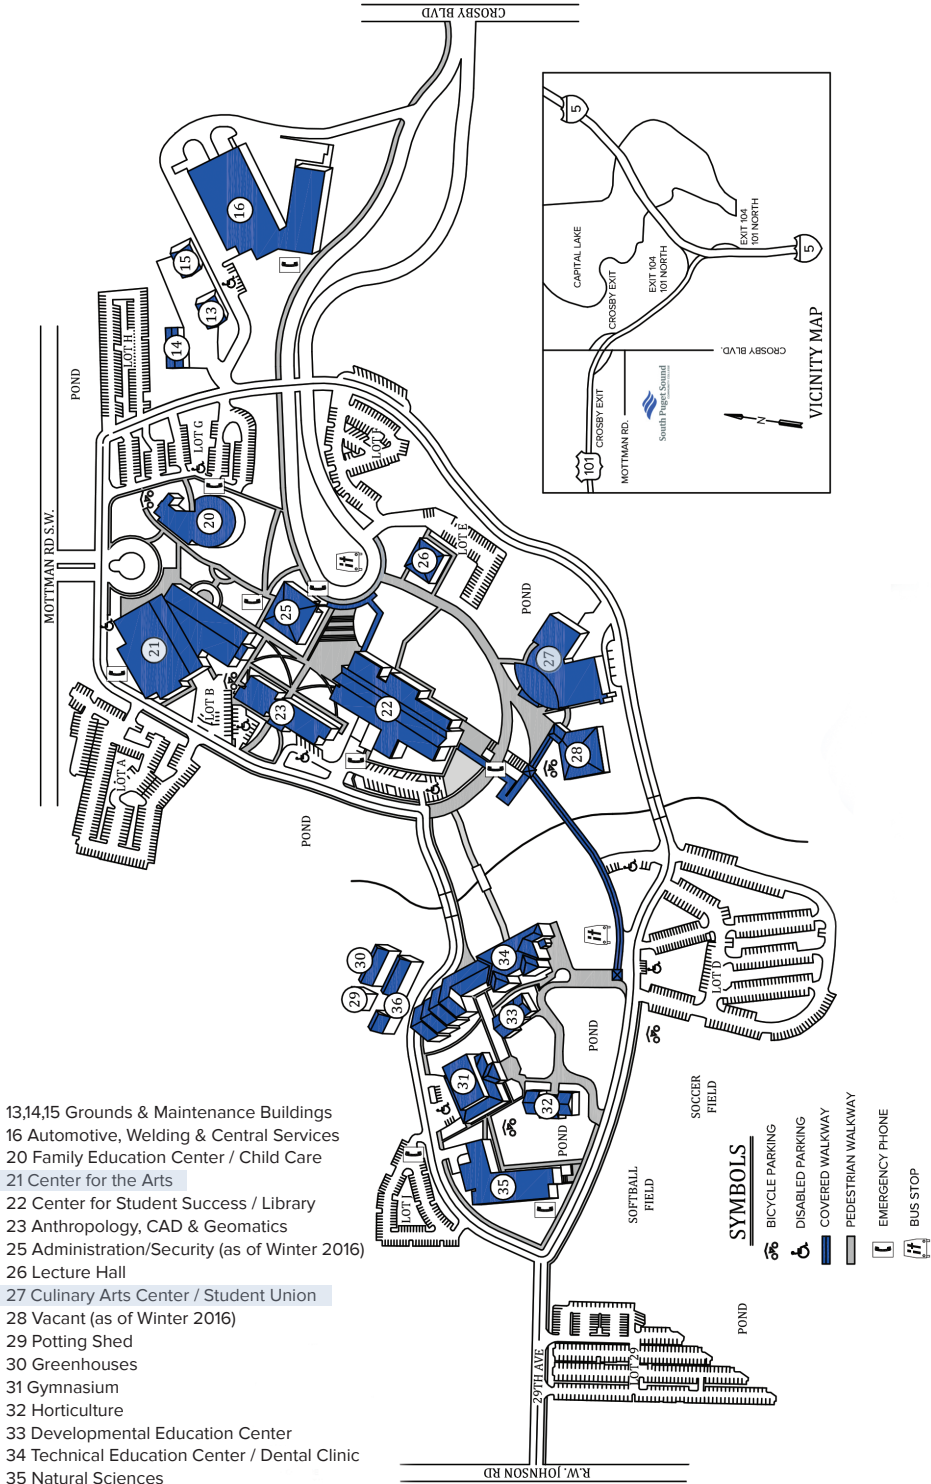 CROSBY BLVD
16
15
13
14
LOT H
POND
LOT G
MOTTMAN RD S.W.
20
26
LOT E
25
POND
21
27
LOT B
23
22
28
LOT A
POND
30
29
36
34
33
LOT D
POND
31
32
POND
35
LOT
SOCCER
FIELD
SOFTBALL
FIELD
POND
29TH AVE
LOT 29
R.W. JOHNSON RD
5
CAPITAL LAKE
EXIT 104
101 NORTH
EXIT 104
101 NORTH
5
CROSBY EXIT
CROSBY BLVD.
CROSBY EXIT
101
MOTTMAN RD.
South Puget Sound
N
VICINITY MAP
13,14,15 Grounds & Maintenance Buildings
16 Automotive, Welding & Central Services
20 Family Education Center / Child Care
21 Center for the Arts
22 Center for Student Success / Library
23 Anthropology, CAD & Geomatics
25 Administration/Security (as of Winter 2016)
26 Lecture Hall
27 Culinary Arts Center / Student Union
28 Vacant (as of Winter 2016)
29 Potting Shed
30 Greenhouses
31 Gymnasium
32 Horticulture
33 Developmental Education Center
34 Technical Education Center / Dental Clinic
35 Natural Sciences
SYMBOLS
BICYCLE PARKING
DISABLED PARKING
COVERED WALKWAY
PEDESTRIAN WALKWAY
EMERGENCY PHONE
it BUS STOP